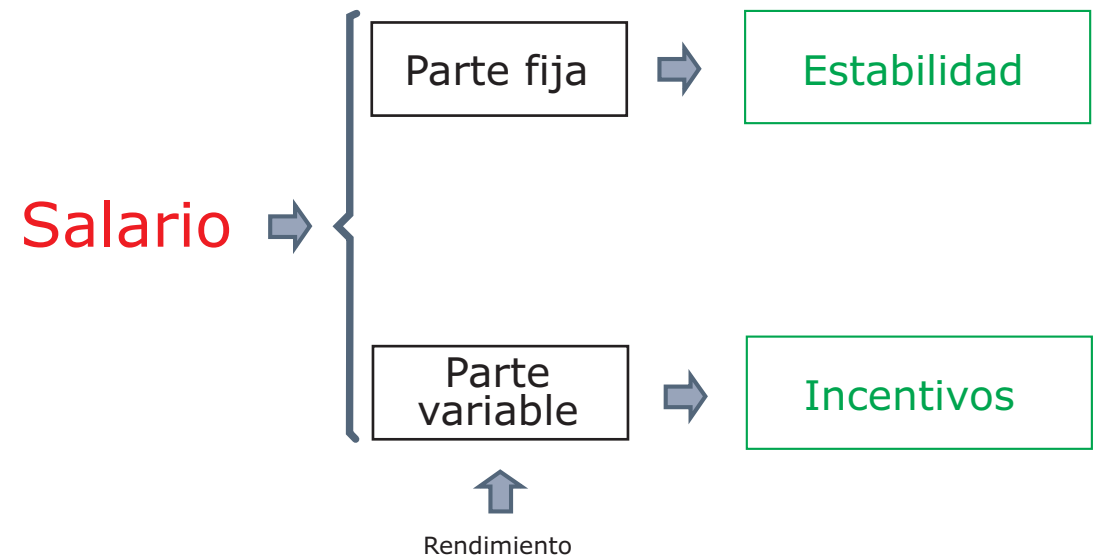 Parte fija
Estabilidad
Salario
Parte
variable
Incentivos
Rendimiento